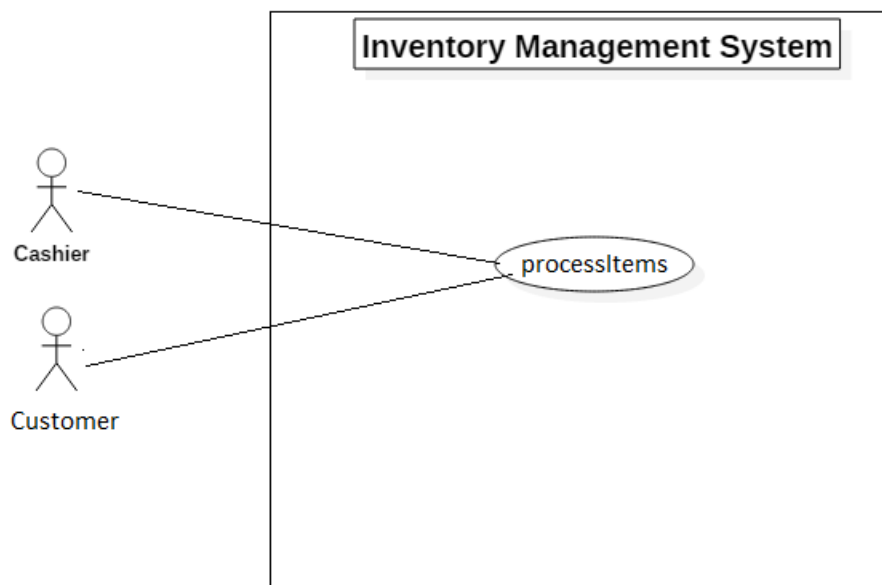 Inventory Management System
Cashier
processItems
Customer